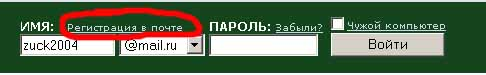 ИМЯ: Регистрация в почте ПАРОЛЬ: Забыли? Чужой компьютер
zuck2004 @mail.ru Войти